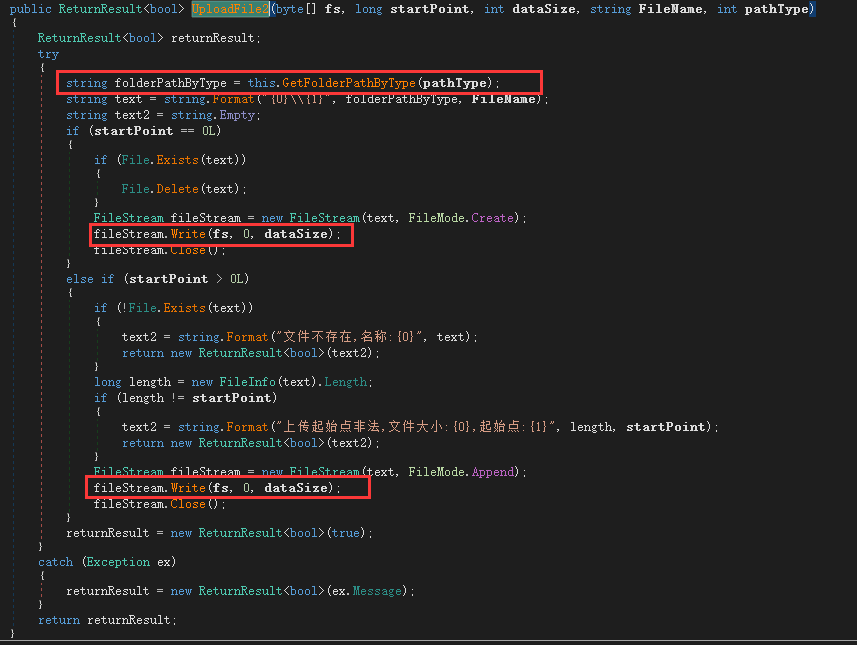 public ReturnResult<bool> UploadFile2(byte[] fs, long startPoint, int dataSize, string FileName, int pathType)
{
ReturnResult<bool> returnResult;
try
{
string folderPathByType = this.GetFolderPathByType(pathType);
string text = string.Format("{0}\\{1}", folderPathByType, FileName);
string text2 = string.Empty;
if (startPoint == 0L)
{
if (File.Exists(text))
{
File.Delete(text);
}
FileStream fileStream = new FileStream(text, FileMode.Create);
fileStream.Write(fs, 0, dataSize);
fileStream.Close();
}
else if (startPoint > 0L)
{
if (!File.Exists(text))
{
text2 = string.Format("文件不存在,名称:{0}", text);
return new ReturnResult<bool>(text2);
}
long length = new FileInfo(text).Length;
if (length != startPoint)
{
text2 = string.Format("上传起始点非法,文件大小:{0},起始点:{1}", length, startPoint);
return new ReturnResult<bool>(text2);
}
FileStream fileStream = new FileStream(text, FileMode.Append);
fileStream.Write(fs, 0, dataSize);
fileStream.Close();
}
returnResult = new ReturnResult<bool>(true);
}
catch (Exception ex)
{
returnResult = new ReturnResult<bool>(ex.Message);
}
return returnResult;
}